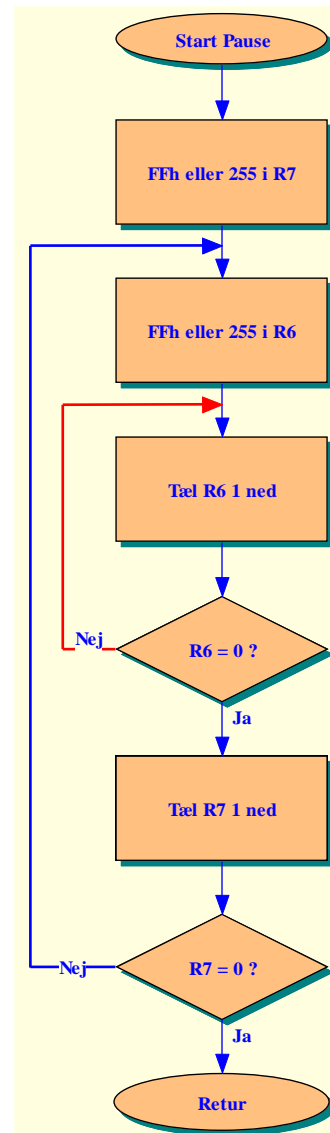 Start Pause
FFh eller 255 i R7
FFh eller 255 i R6
Tæl R6 1 ned
Nej
R6 = 0 ?
Ja
Tæl R7 1 ned
Nej
R7 = 0 ?
Ja
Retur